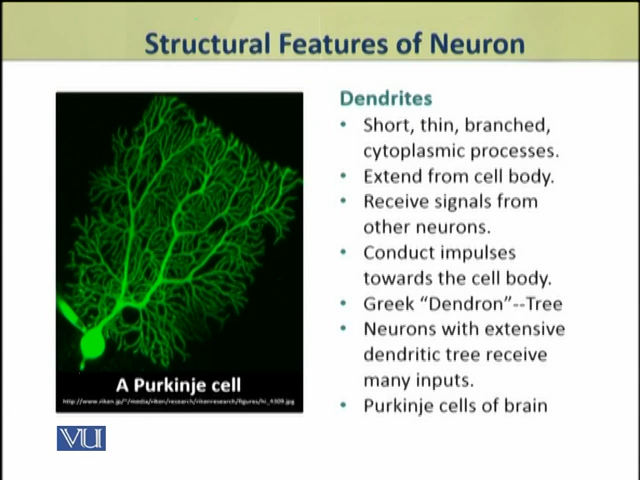 Structural Features of Neuron
Dendrites
• Short, thin, branched,
cytoplasmic processes.
• Extend from cell body.
• Receive signals from
other neurons.
• Conduct impulses
towards the cell body.
• Greek “Dendron”--Tree
• Neurons with extensive
dendritic tree receive
many inputs.
• Purkinje cells of brain
A Purkinje cell
VU